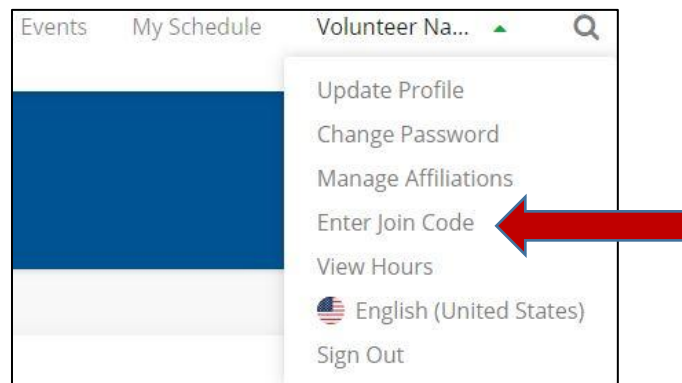 Events My Schedule Volunteer Na...
Update Profile
Change Password
Manage Affiliations
Enter Join Code
View Hours
English (United States)
Sign Out